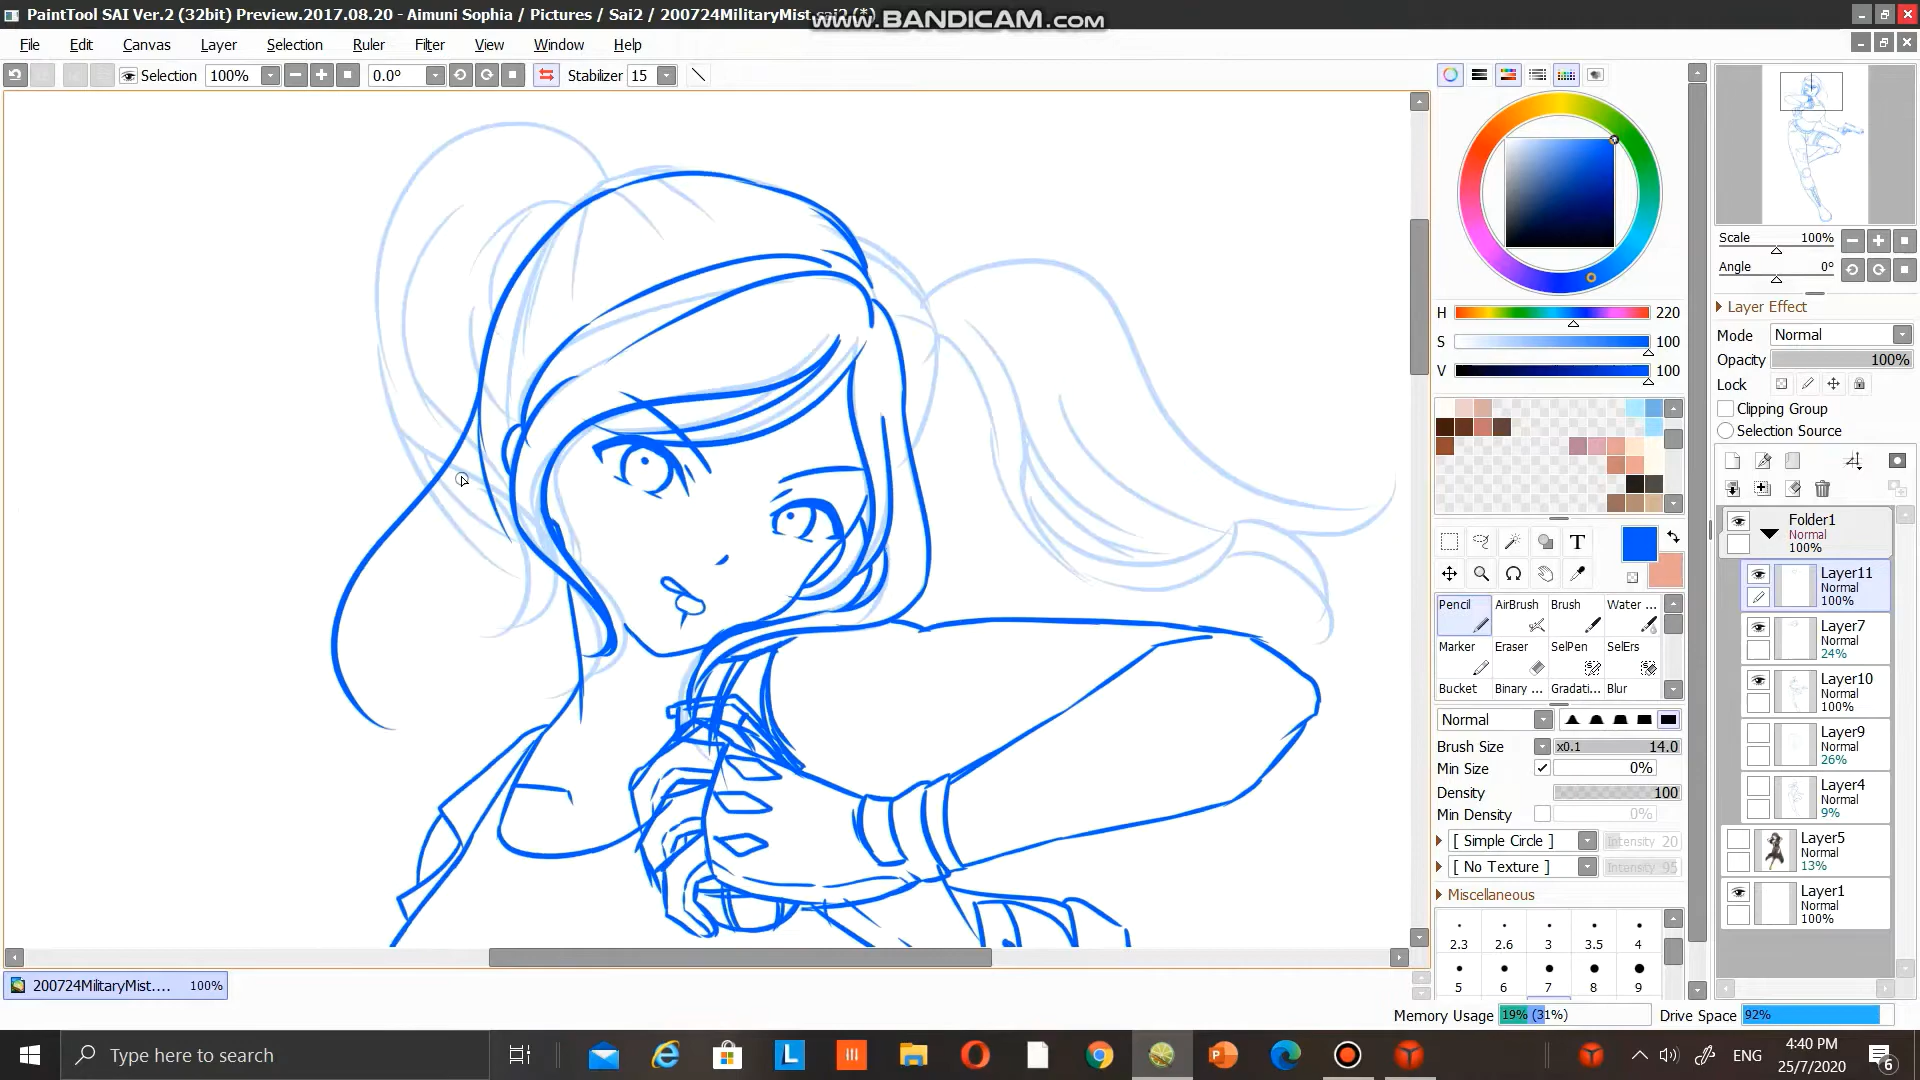 PaintTool SAI Ver.2 (32bit) Preview.2017.08.20 - Aimuni Sophia / Pictures / Sai2 / 200724MilitaryMist.sai2 (*)
www.BANDICAM.com
File Edit Canvas Layer Selection Ruler Filter View Window Help
Selection 100% 0.0° Stabilizer 15
Scale 100%
Angle 0°
Layer Effect
Mode Normal
Opacity 100%
Lock
Clipping Group
Selection Source
H 220
S 100
V 100
T
Folder1
Normal
100%
Layer11
Normal
100%
Layer7
Normal
24%
Layer10
Normal
100%
Layer9
Normal
26%
Layer4
Normal
9%
Layer5
Normal
13%
Layer1
Normal
100%
Pencil AirBrush Brush Water ...
Marker Eraser SelPen SelErs
Bucket Binary ... Gradati... Blur
Normal
Brush Size x0.1 14.0
Min Size 0%
Density 100
Min Density 0%
[ Simple Circle ] Intensity 20
[ No Texture ] Intensity 95
Miscellaneous
2.3 2.6 3 3.5 4
5 6 7 8 9
200724MilitaryMist.... 100%
Memory Usage 19% (31%) Drive Space 92%
Type here to search
L
ENG
4:40 PM
25/7/2020
6